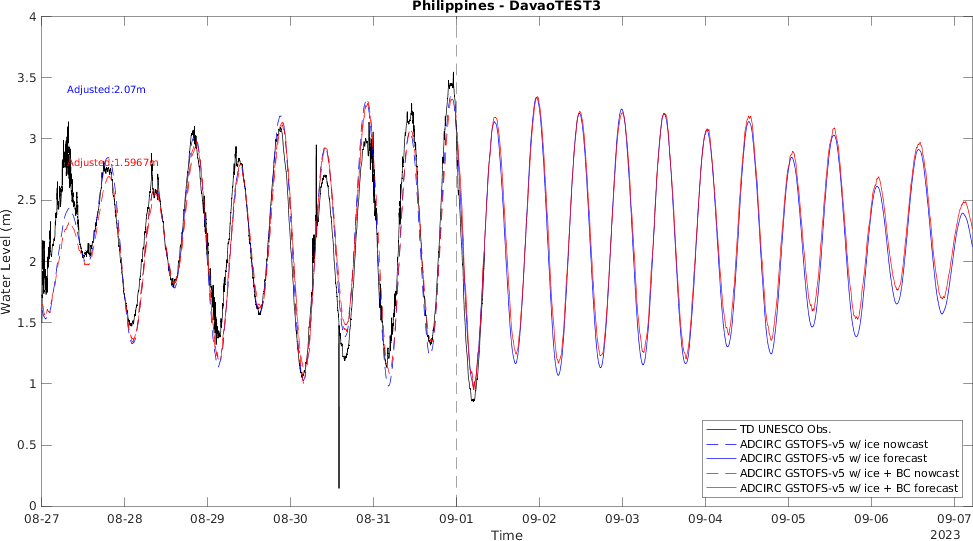 Philippines - DavaoTEST3
4
3.5
3
2.5
2
1.5
1
0.5
0
Water Level (m)
Adjusted:2.07m
Adjusted:1.5967m
TD UNESCO Obs.
ADCIRC GSTOFS-v5 w/ ice nowcast
ADCIRC GSTOFS-v5 w/ ice forecast
ADCIRC GSTOFS-v5 w/ ice + BC nowcast
ADCIRC GSTOFS-v5 w/ ice + BC forecast
08-27 08-28 08-29 08-30 08-31 09-01 09-02 09-03 09-04 09-05 09-06 09-07
Time 2023